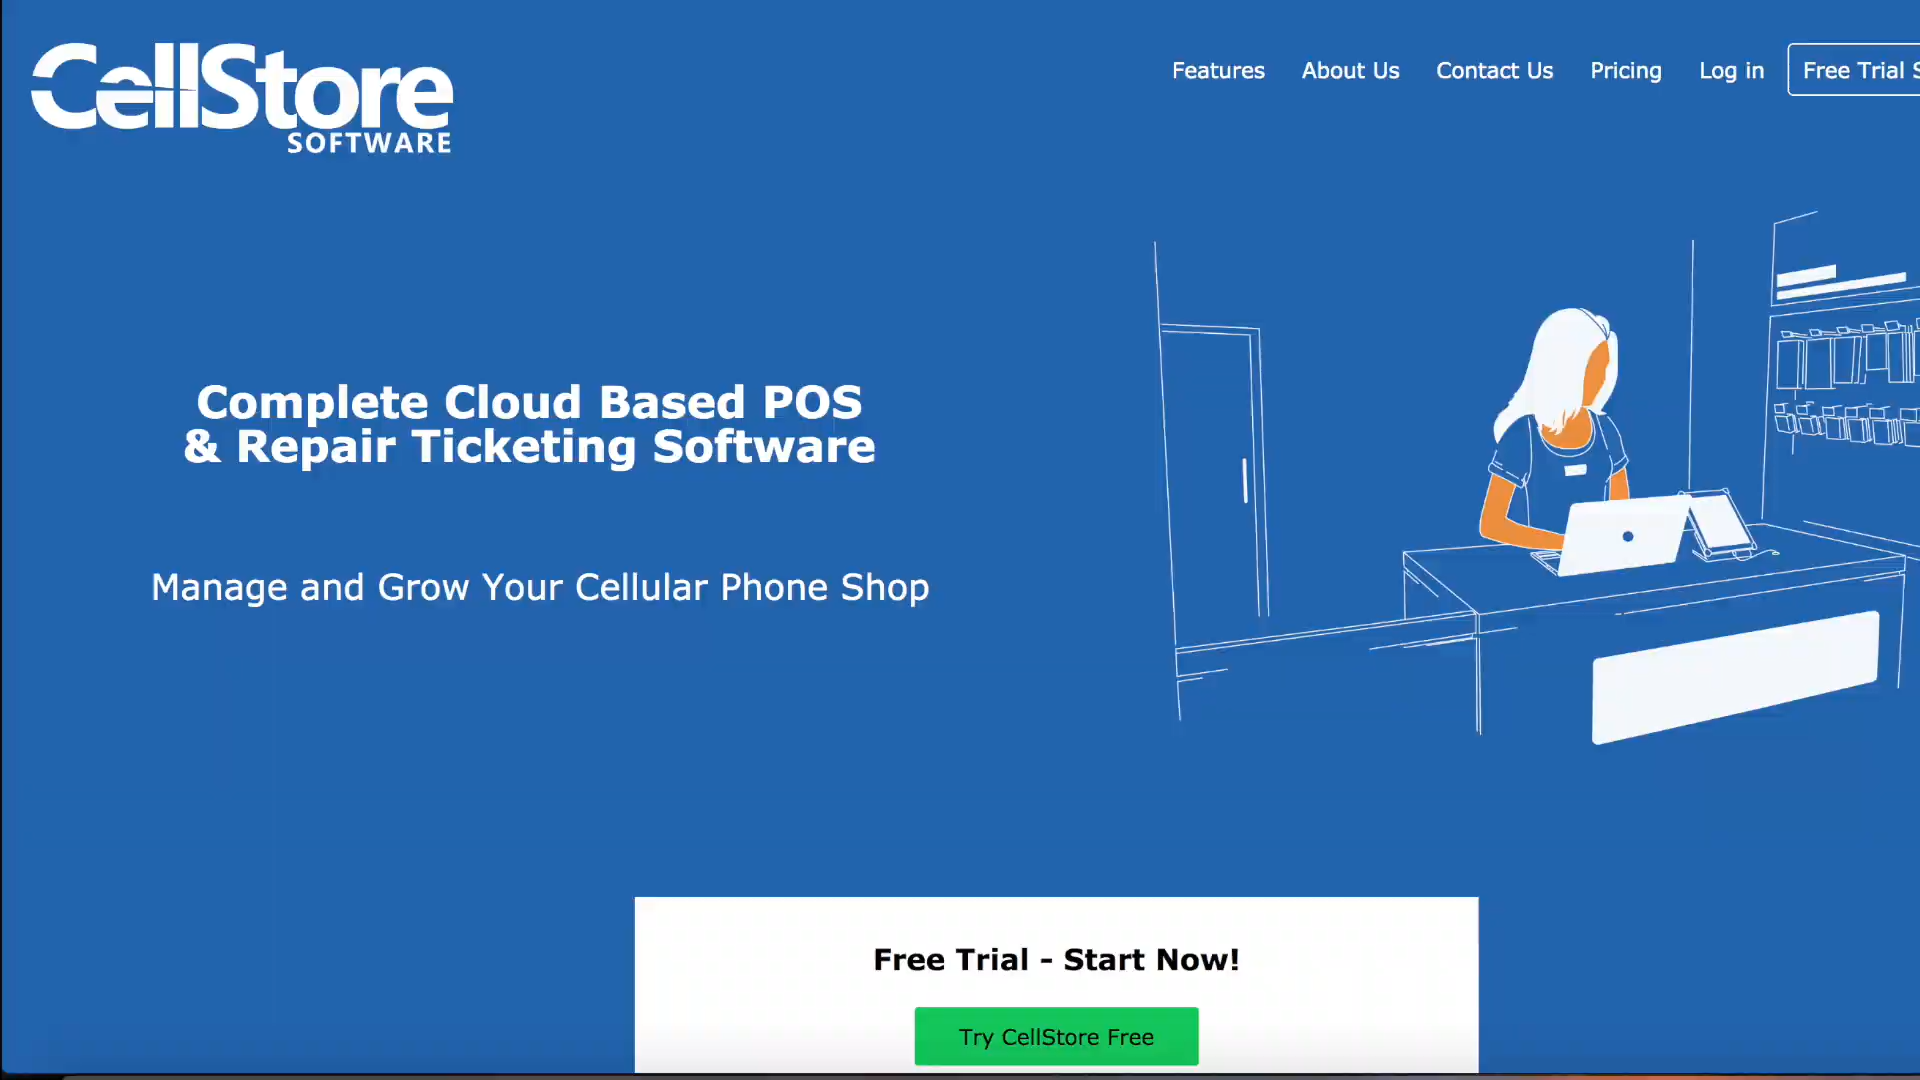 CellStore
SOFTWARE
Features
About Us
Contact Us
Pricing
Log in
Free Trial
Complete Cloud Based POS
& Repair Ticketing Software
Manage and Grow Your Cellular Phone Shop
Free Trial - Start Now!
Try CellStore Free